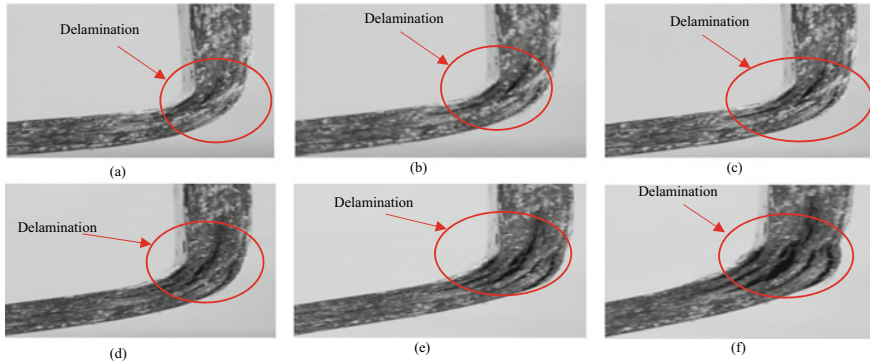 Delamination
Delamination
Delamination
(a)
(b)
(c)
Delamination
Delamination
Delamination
(d)
(e)
(f)